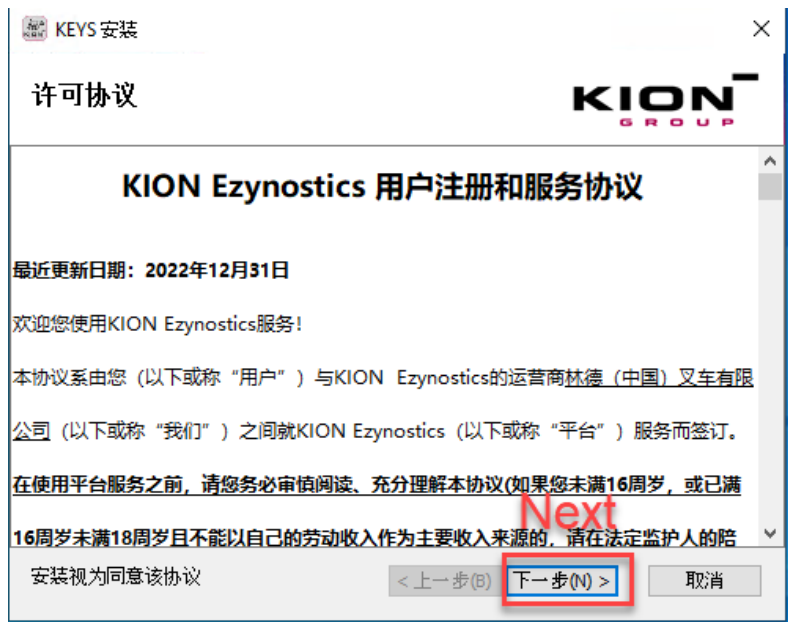 KEYS 安装
许可协议
KION
GROUP
KION Ezynostics 用户注册和服务协议
最近更新日期：2022年12月31日
欢迎您使用KION Ezynostics服务！
本协议系由您（以下或称“用户”）与KION Ezynostics的运营商林德（中国）叉车有限
公司（以下或称“我们”）之间就KION Ezynostics（以下或称“平台”）服务而签订。
在使用平台服务之前，请您务必审慎阅读、充分理解本协议(如果您未满16周岁，或已满
16周岁未满18周岁且不能以自己的劳动收入作为主要收入来源的，请在法定监护人的陪
Next
安装视为同意该协议
< 上一步(B)
下一步(N) >
取消